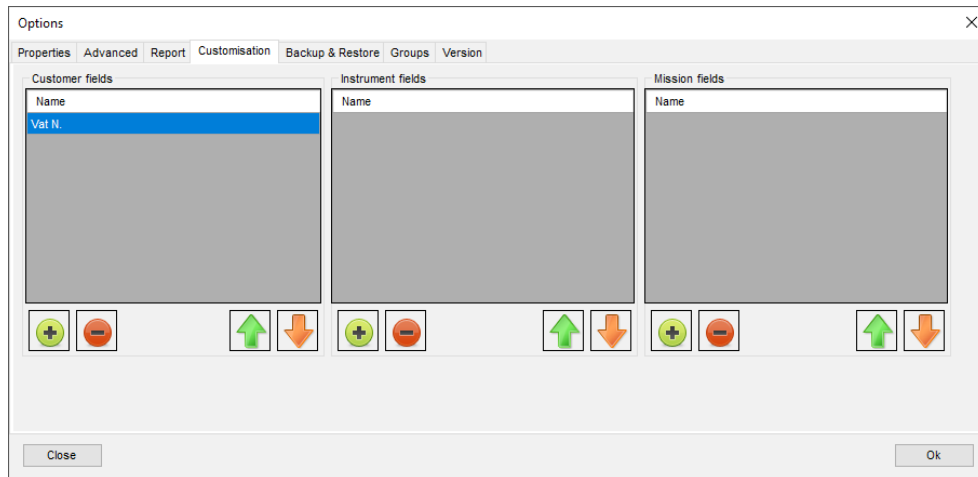 Options
Properties Advanced Report Customisation Backup & Restore Groups Version
Customer fields Instrument fields Mission fields
Name Name Name
Vat N.
Close Ok